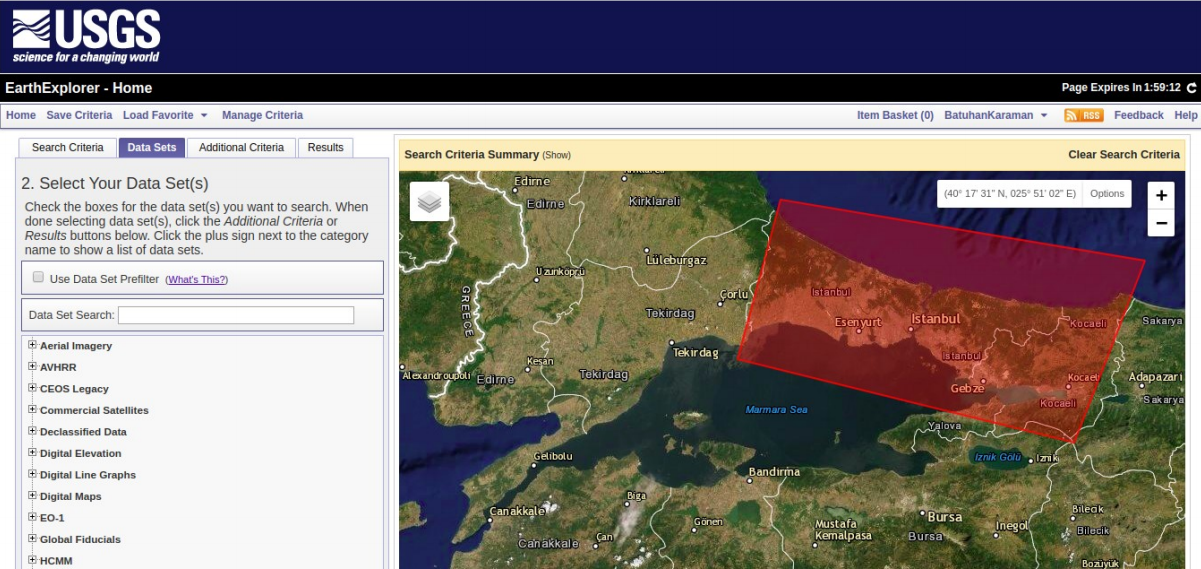 USGS
science for a changing world
EarthExplorer - Home
Page Expires In 1:59:12
Home Save Criteria Load Favorite Manage Criteria
Item Basket (0) BatuhanKaraman RSS Feedback Help
Search Criteria Data Sets Additional Criteria Results
2. Select Your Data Set(s)
Check the boxes for the data set(s) you want to search. When
done selecting data set(s), click the Additional Criteria or
Results buttons below. Click the plus sign next to the category
name to show a list of data sets.
Use Data Set Prefilter (What's This?)
Data Set Search:
Aerial Imagery
AVHRR
CEOS Legacy
Commercial Satellites
Declassified Data
Digital Elevation
Digital Line Graphs
Digital Maps
EO-1
Global Fiducials
HCMM
Search Criteria Summary (Show)
Clear Search Criteria
(40° 17' 31" N, 025° 51' 02" E) Options
+
−
Edirne
Edirne
Kirklareli
Lüleburgaz
Uzunköprü
GREECE
Çorlu
Tekirdag
Istanbul
Esenyurt
Istanbul
Kocaeli
Sakarya
Tekirdag
Istanbul
Kesan
Tekirdag
Alexandroupoli
Edirne
Gebze
Kocaeli
Adapazari
Kocaeli
Sakarya
Marmara Sea
Yalova
Gelibolu
Iznik Gölü
Iznik
Bandirma
Biga
Çanakkale
Gönen
Mustafa
Kemalpasa
Bursa
Bursa
Inegol
Bilecik
Bilecik
Çan
Çanakkale
Bozüyük